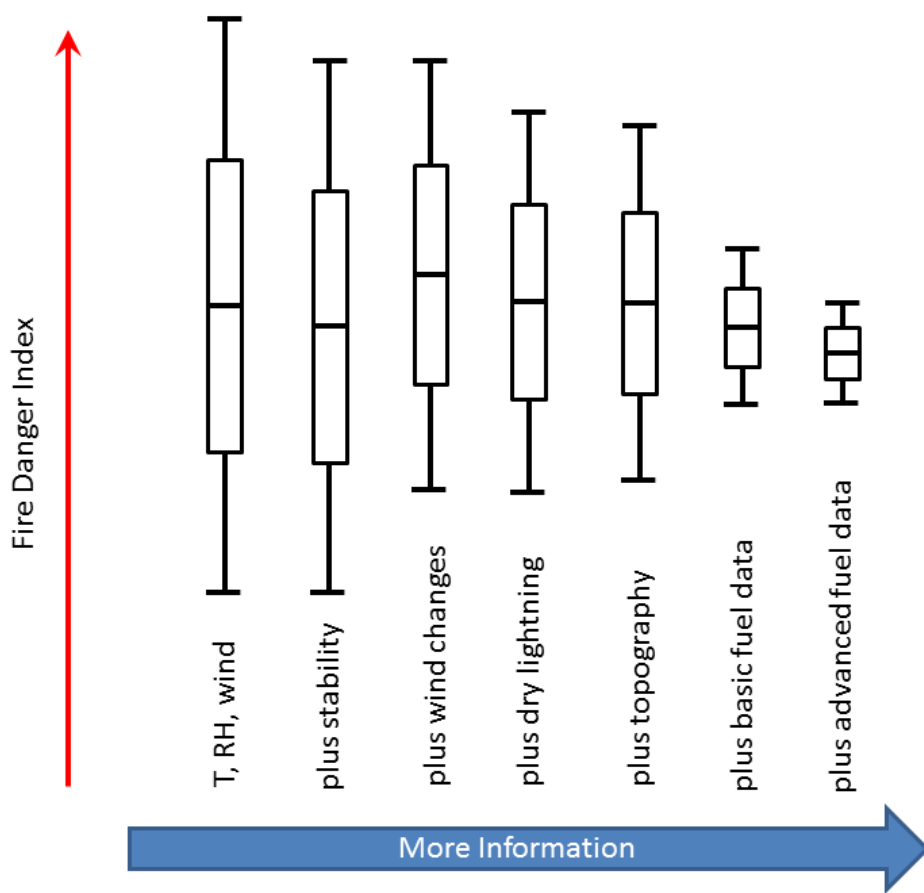 Fire Danger Index
T, RH, wind
plus stability
plus wind changes
plus dry lightning
plus topography
plus basic fuel data
plus advanced fuel data
More Information